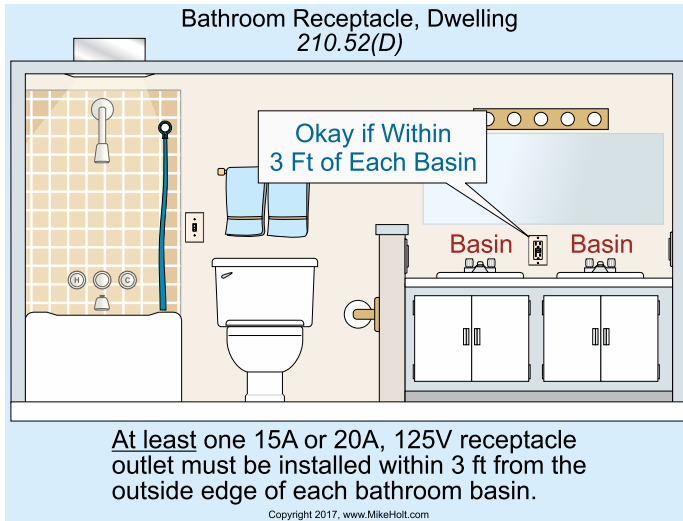 Bathroom Receptacle, Dwelling
210.52(D)
Okay if Within
3 Ft of Each Basin
Basin
Basin
H
C
At least one 15A or 20A, 125V receptacle
outlet must be installed within 3 ft from the
outside edge of each bathroom basin.
Copyright 2017, www.MikeHolt.com